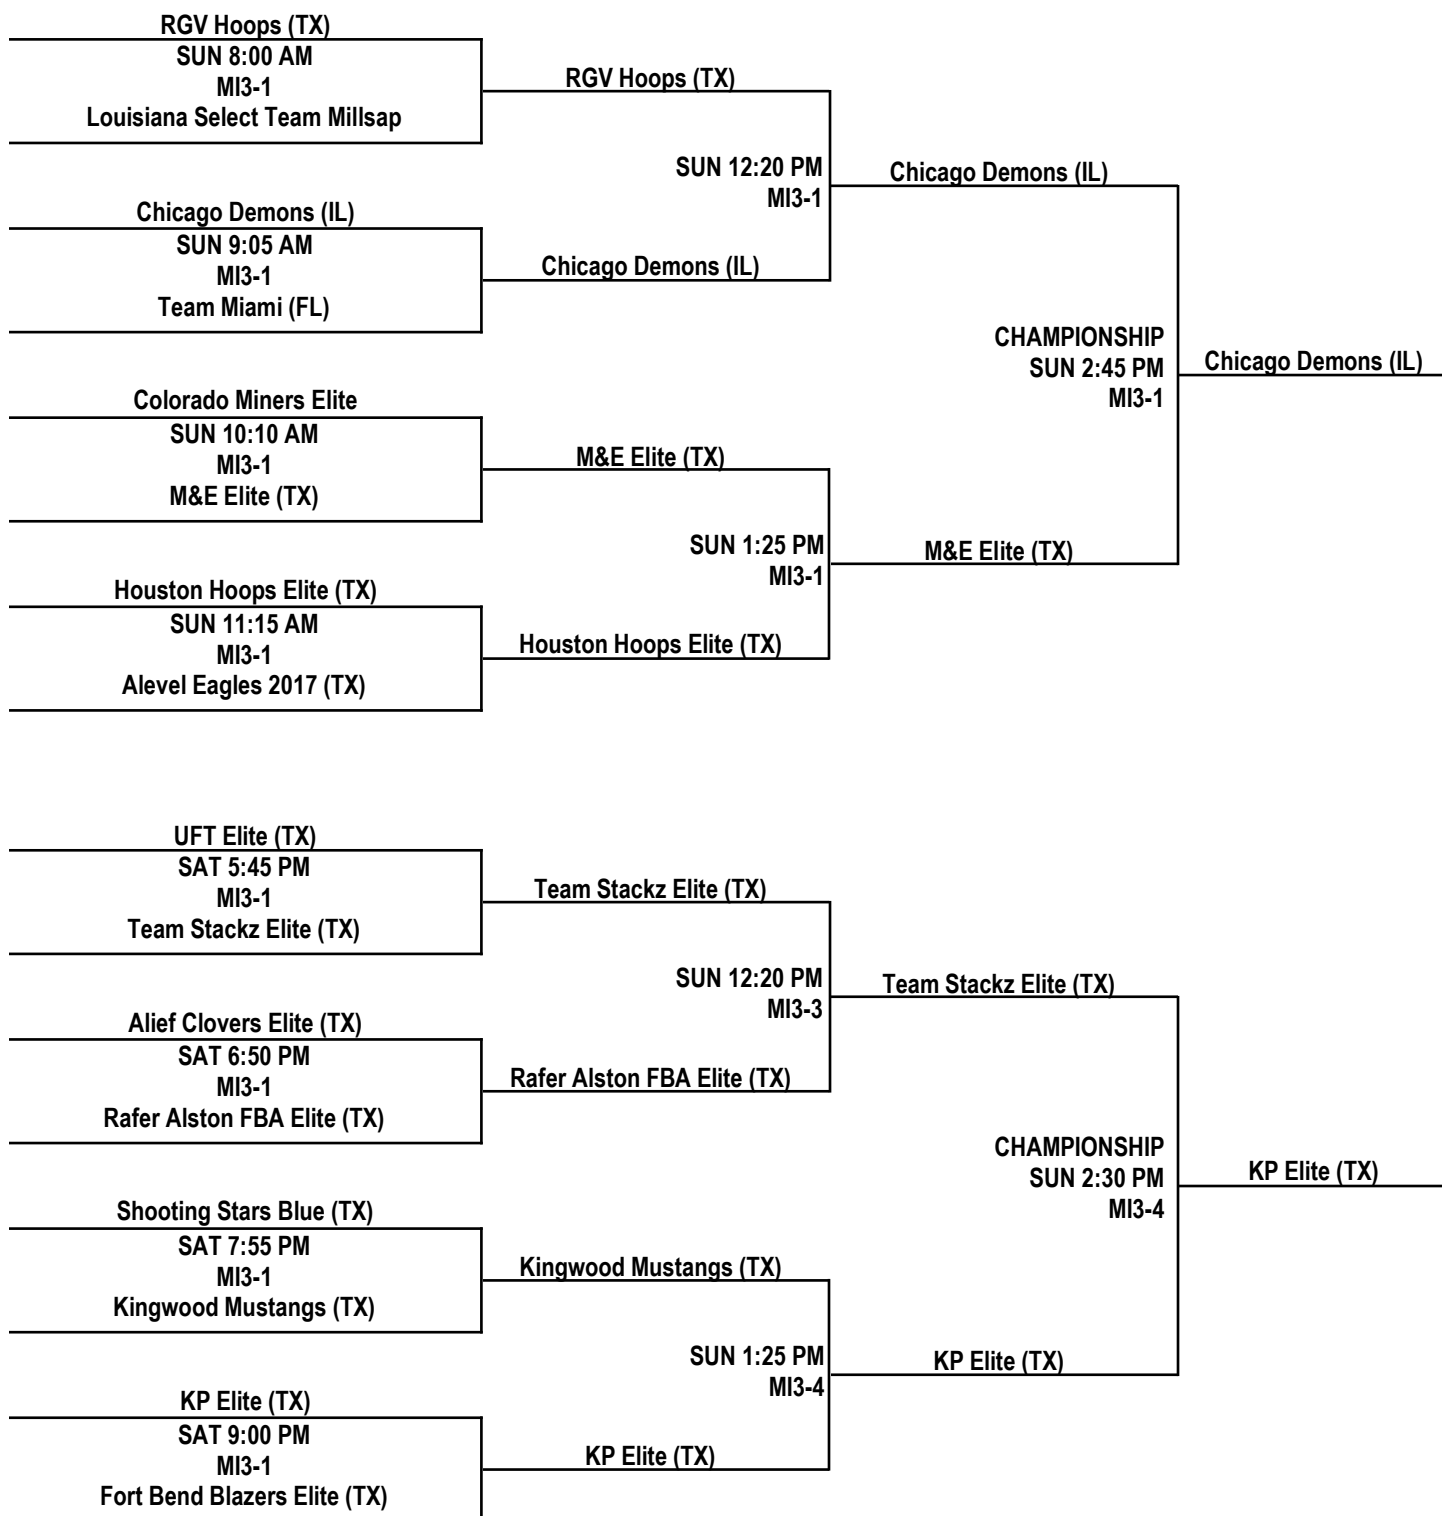 RGV Hoops (TX)
SUN 8:00 AM
MI3-1
Louisiana Select Team Millsap
RGV Hoops (TX)
SUN 12:20 PM
MI3-1
Chicago Demons (IL)
Chicago Demons (IL)
SUN 9:05 AM
MI3-1
Team Miami (FL)
Chicago Demons (IL)
CHAMPIONSHIP
SUN 2:45 PM
MI3-1
Chicago Demons (IL)
Colorado Miners Elite
SUN 10:10 AM
MI3-1
M&E Elite (TX)
M&E Elite (TX)
SUN 1:25 PM
MI3-1
M&E Elite (TX)
Houston Hoops Elite (TX)
SUN 11:15 AM
MI3-1
Alevel Eagles 2017 (TX)
Houston Hoops Elite (TX)
UFT Elite (TX)
SAT 5:45 PM
MI3-1
Team Stackz Elite (TX)
Team Stackz Elite (TX)
SUN 12:20 PM
MI3-3
Team Stackz Elite (TX)
Alief Clovers Elite (TX)
SAT 6:50 PM
MI3-1
Rafer Alston FBA Elite (TX)
Rafer Alston FBA Elite (TX)
CHAMPIONSHIP
SUN 2:30 PM
MI3-4
KP Elite (TX)
Shooting Stars Blue (TX)
SAT 7:55 PM
MI3-1
Kingwood Mustangs (TX)
Kingwood Mustangs (TX)
SUN 1:25 PM
MI3-4
KP Elite (TX)
KP Elite (TX)
SAT 9:00 PM
MI3-1
Fort Bend Blazers Elite (TX)
KP Elite (TX)